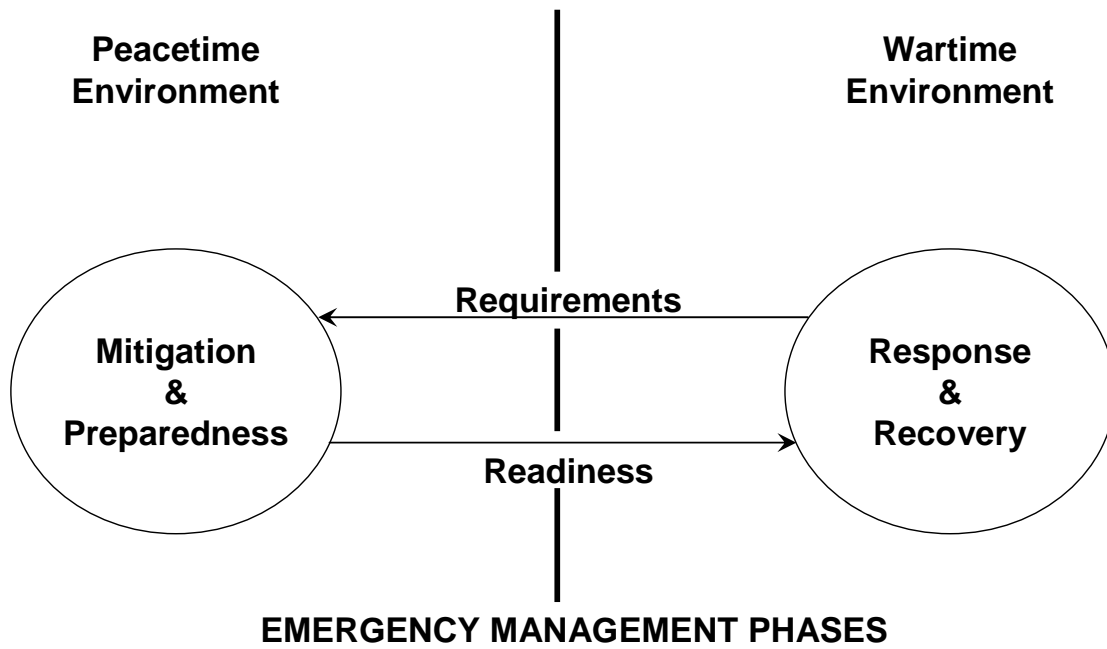 Peacetime
Environment
Wartime
Environment
Requirements
Mitigation
&
Preparedness
Response
&
Recovery
Readiness
EMERGENCY MANAGEMENT PHASES